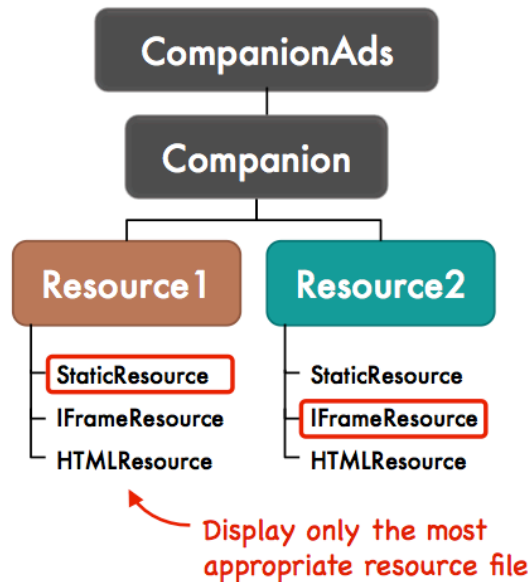 CompanionAds
Companion
Resource1
StaticResource
IFrameResource
HTMLResource
Resource2
StaticResource
IFrameResource
HTMLResource
Display only the most
appropriate resource file